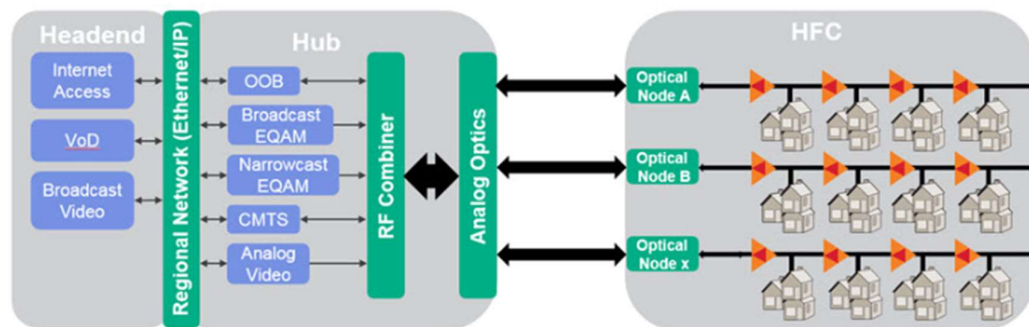 Headend
Internet
Access
VoD
Broadcast
Video
Regional Network (Ethernet/IP)
Hub
OOB
Broadcast
EQAM
Narrowcast
EQAM
CMTS
Analog
Video
RF Combiner
Analog Optics
HFC
Optical
Node A
Optical
Node B
Optical
Node x